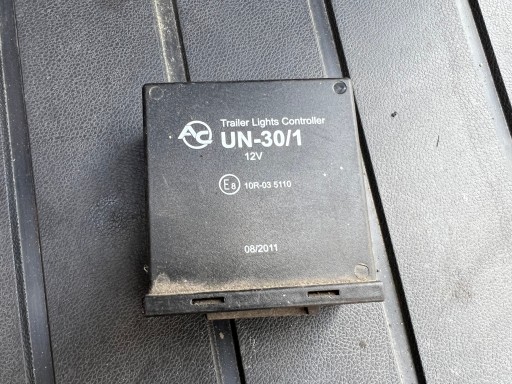 AC
Trailer Lights Controller
UN-30/1
12V
E8 10R-03 5110
08/2011